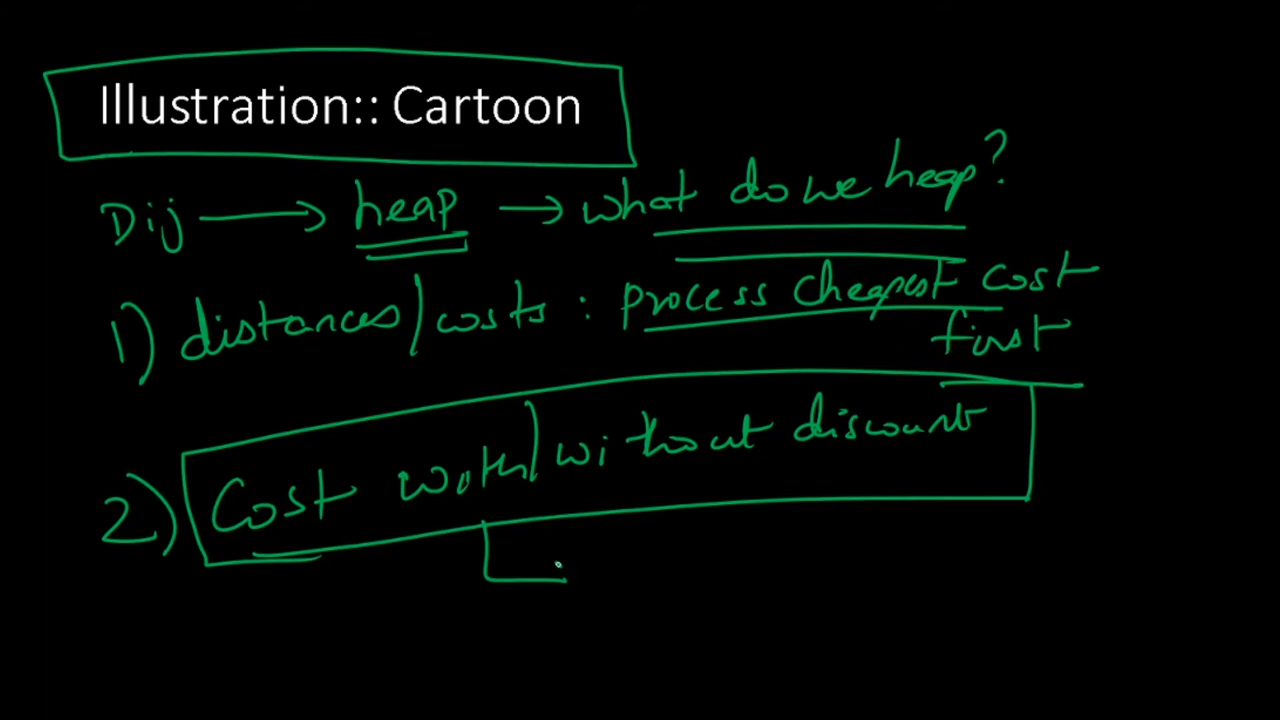 Illustration:: Cartoon
Dij → heap → what do we heap?
1) distances/costs : process cheapest cost
first
2) Cost with/without discount